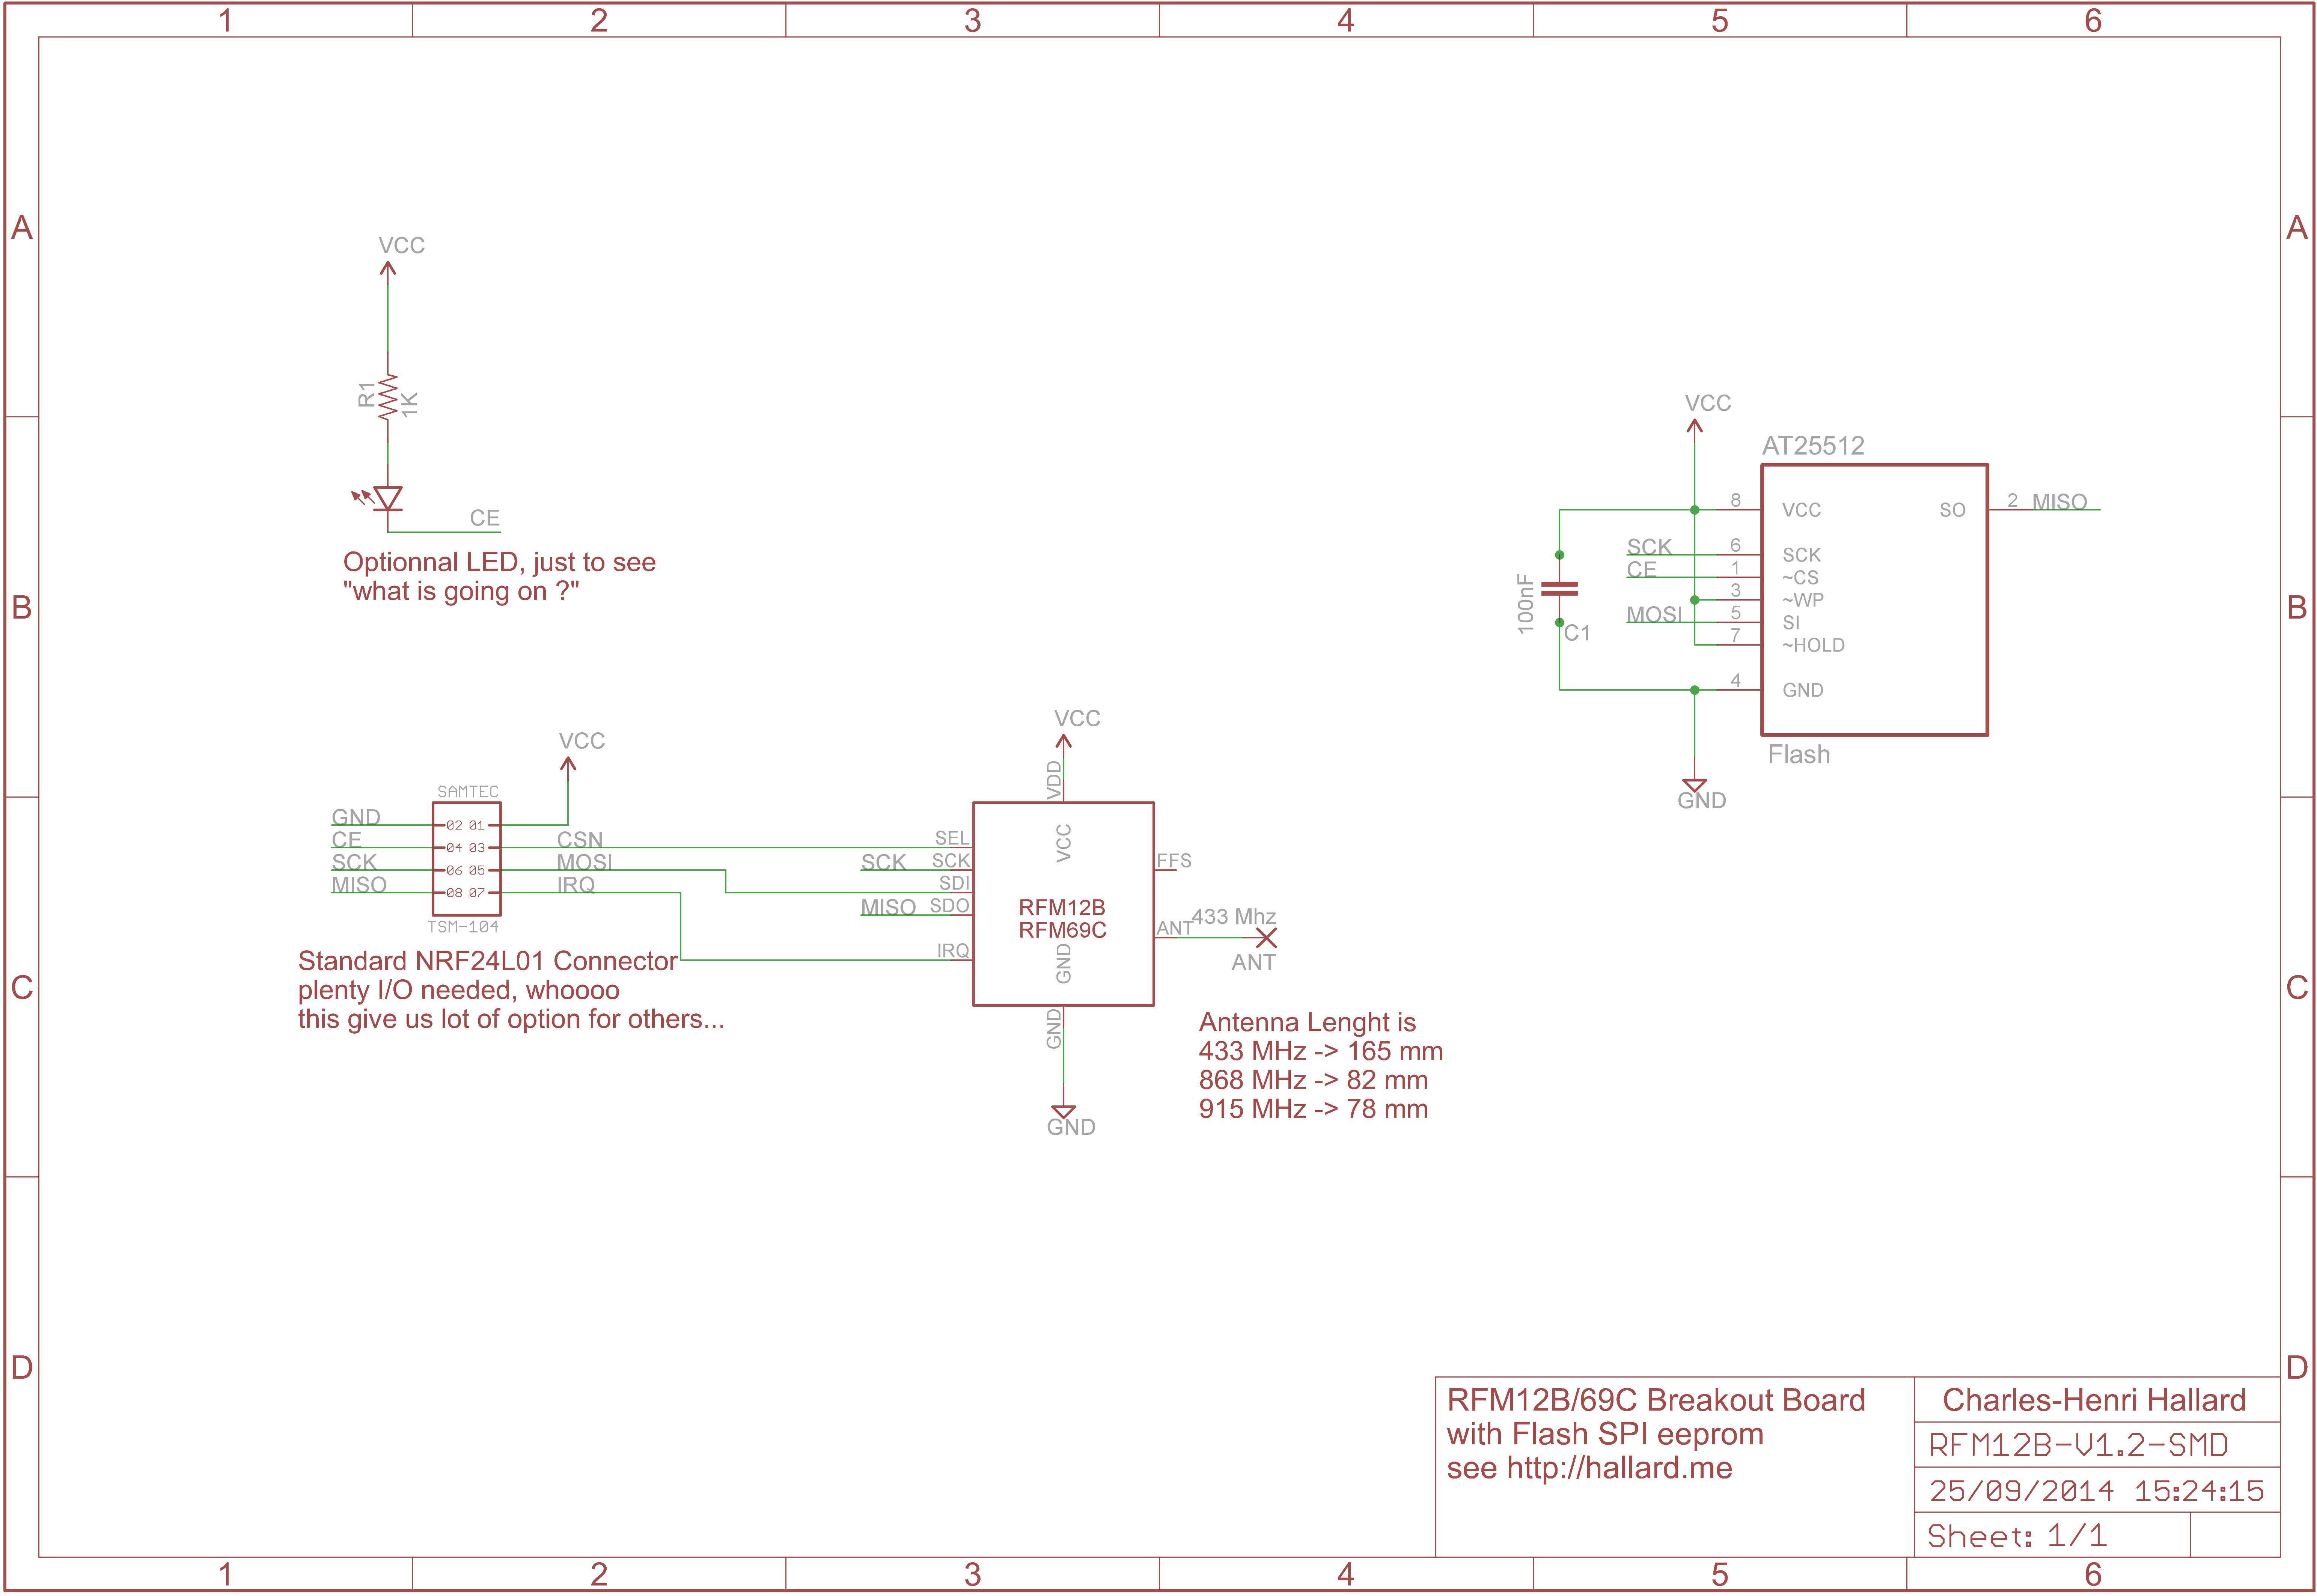 1 2 3 4 5 6
A A
VCC
R1
1K
CE
Optionnal LED, just to see
"what is going on ?"
VCC
AT25512
8 VCC SO 2 MISO
SCK 6 SCK
CE 1 ~CS
3 ~WP
MOSI 5 SI
7 ~HOLD
4 GND
100nF
C1
Flash
GND
B B
VCC
SAMTEC
GND 02 01
CE 04 03 CSN
SCK 06 05 MOSI
MISO 08 07 IRQ
TSM-104
Standard NRF24L01 Connector
plenty I/O needed, whoooo
this give us lot of option for others...
VCC
VDD
VCC
SEL
SCK SCK FFS
SDI
MISO SDO
RFM12B
RFM69C
ANT 433 Mhz
ANT
IRQ
GND
GND
GND
Antenna Lenght is
433 MHz -> 165 mm
868 MHz -> 82 mm
915 MHz -> 78 mm
C C
D D
RFM12B/69C Breakout Board
with Flash SPI eeprom
see http://hallard.me
Charles-Henri Hallard
RFM12B-V1.2-SMD
25/09/2014 15:24:15
Sheet: 1/1
1 2 3 4 5 6